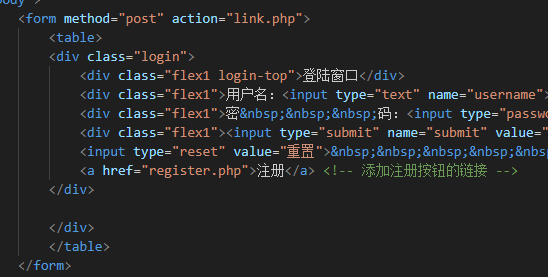 body >
<form method="post" action="link.php">
<table>
<div class="login">
<div class="flex1 login-top">登陆窗口</div>
<div class="flex1">用户名：<input type="text" name="username"
<div class="flex1">密&nbsp;&nbsp;&nbsp;码：<input type="passwo
<div class="flex1"><input type="submit" name="submit" value="
<input type="reset" value="重置">&nbsp;&nbsp;&nbsp;&nb
<a href="register.php">注册</a> <!-- 添加注册按钮的链接 -->
</div>
</div>
</table>
</form>